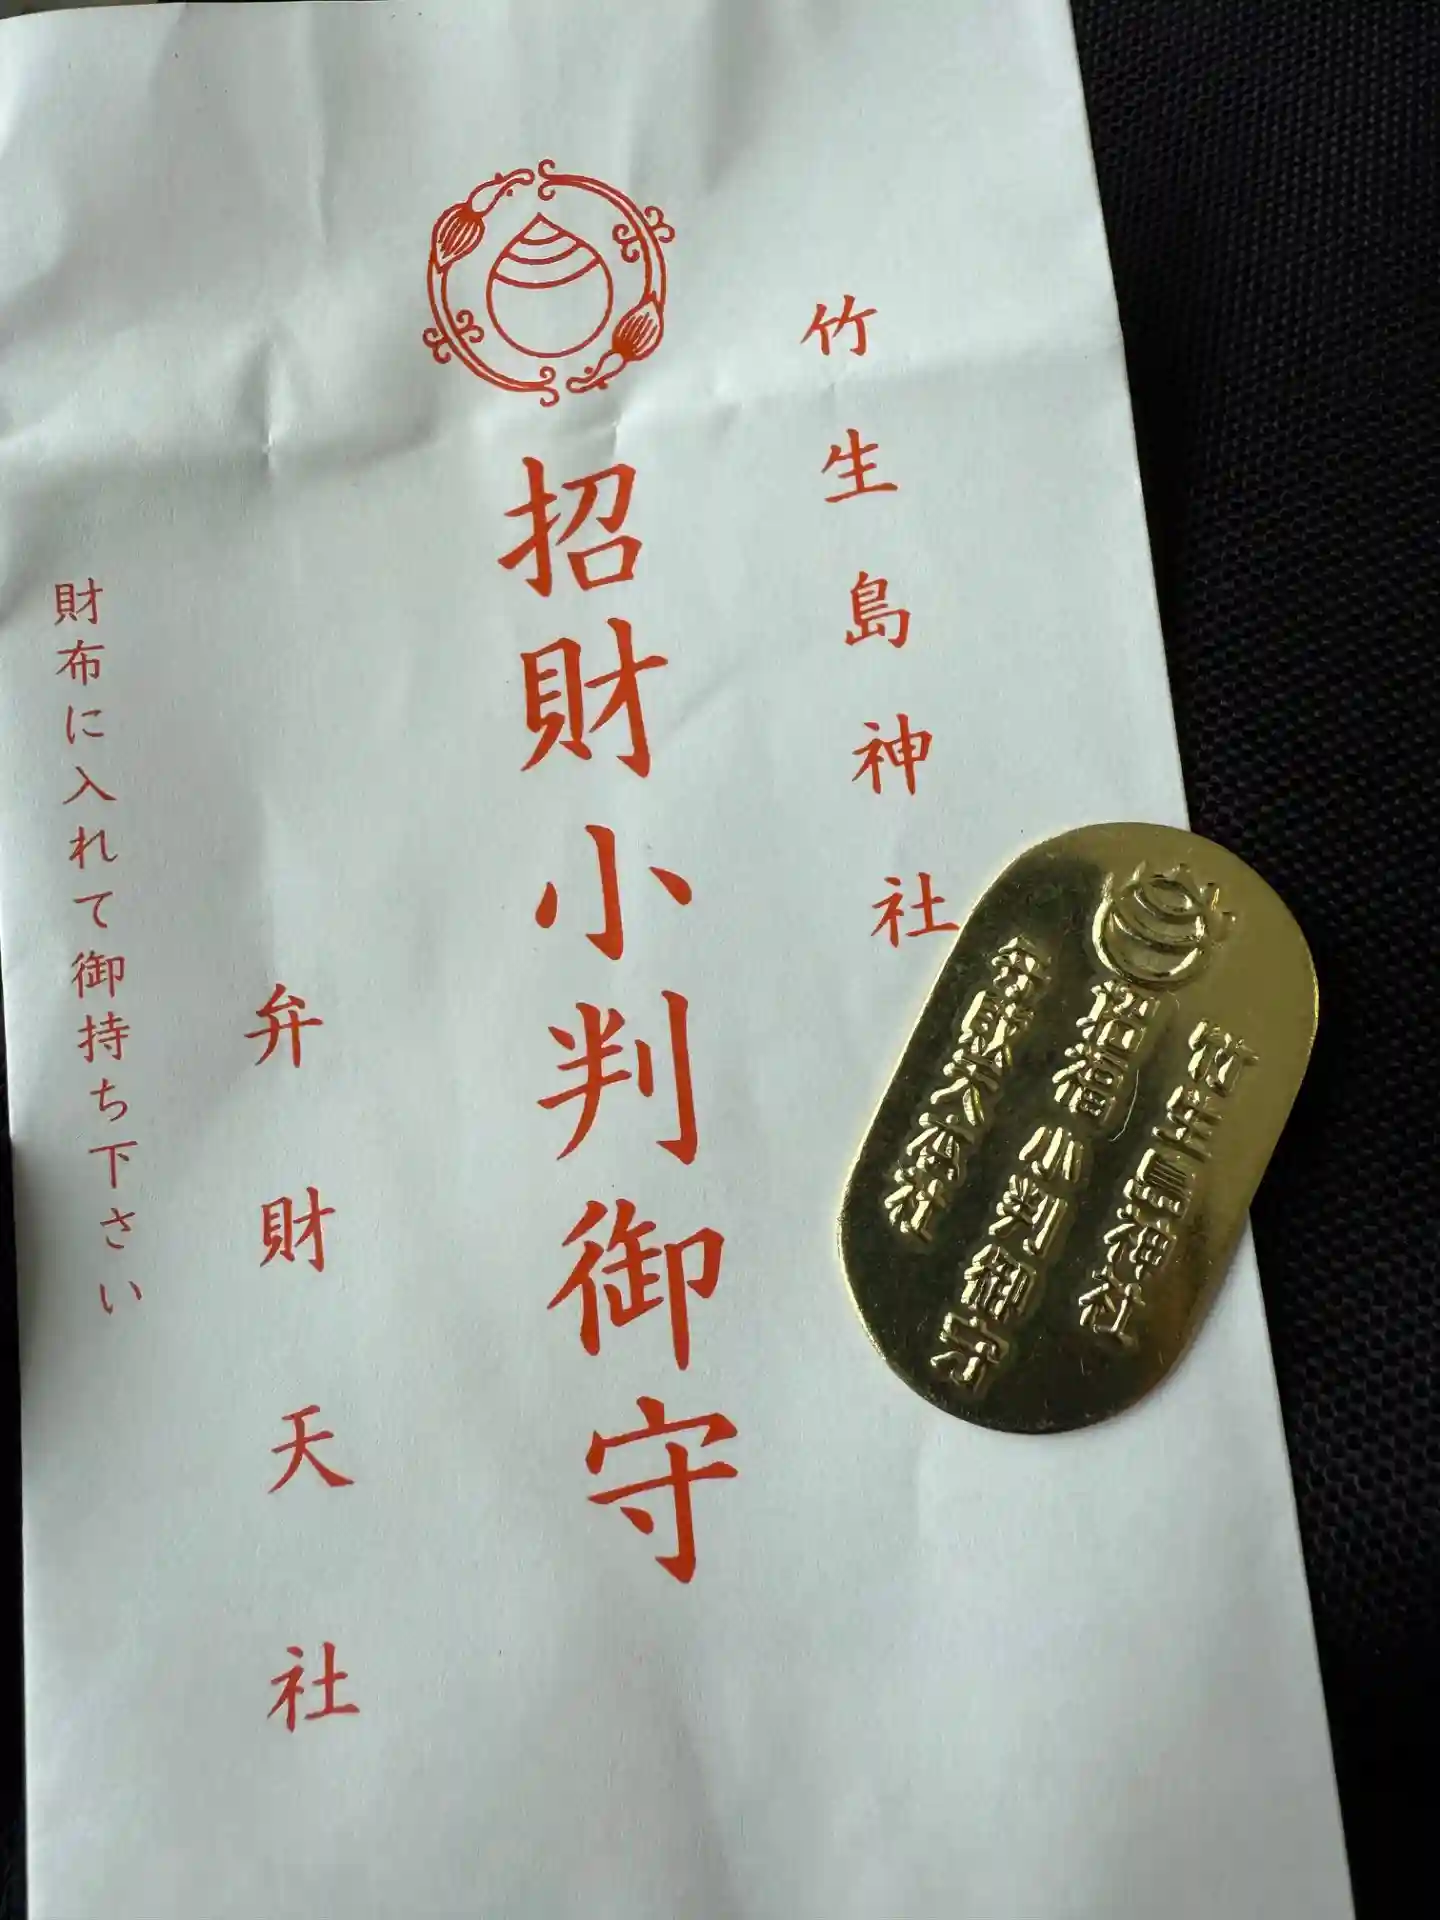 竹生島神社
招財小判御守
弁財天社
財布に入れて御持ち下さい
竹生島神社
招福小判御守
弁財天本社